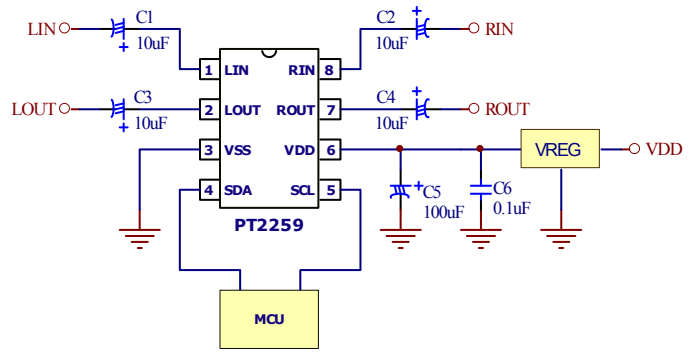 LIN
C1
+
10uF
C2
+
10uF
RIN
1
LIN
RIN
8
LOUT
C3
+
10uF
2
LOUT
ROUT
7
C4
+
10uF
ROUT
3
VSS
VDD
6
VREG
VDD
4
SDA
SCL
5
+
C5
100uF
C6
0.1uF
PT2259
MCU